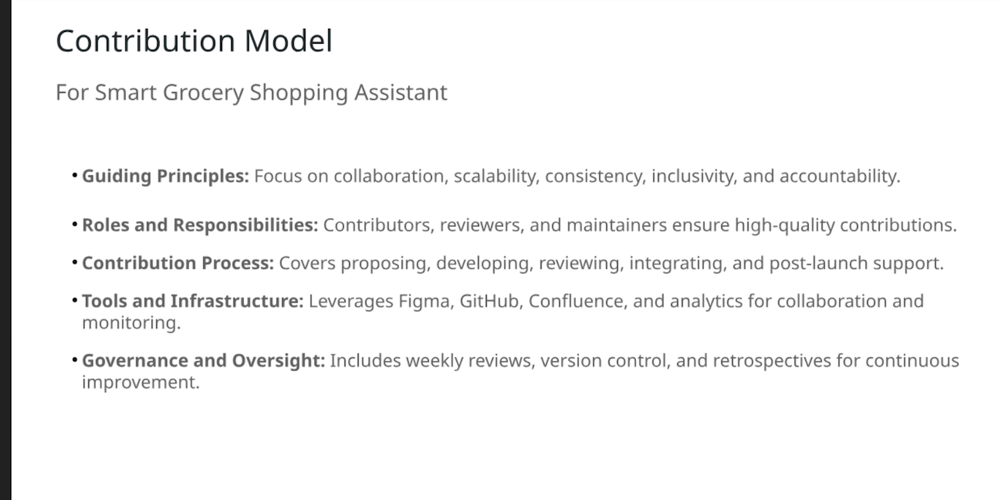 Contribution Model
For Smart Grocery Shopping Assistant
• Guiding Principles: Focus on collaboration, scalability, consistency, inclusivity, and accountability.
• Roles and Responsibilities: Contributors, reviewers, and maintainers ensure high-quality contributions.
• Contribution Process: Covers proposing, developing, reviewing, integrating, and post-launch support.
• Tools and Infrastructure: Leverages Figma, GitHub, Confluence, and analytics for collaboration and
monitoring.
• Governance and Oversight: Includes weekly reviews, version control, and retrospectives for continuous
improvement.